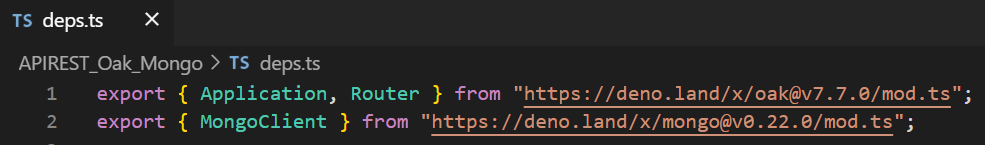 TS deps.ts ×
APIREST_Oak_Mongo > TS deps.ts
1 export { Application, Router } from "https://deno.land/x/oak@v7.7.0/mod.ts";
2 export { MongoClient } from "https://deno.land/x/mongo@v0.22.0/mod.ts";